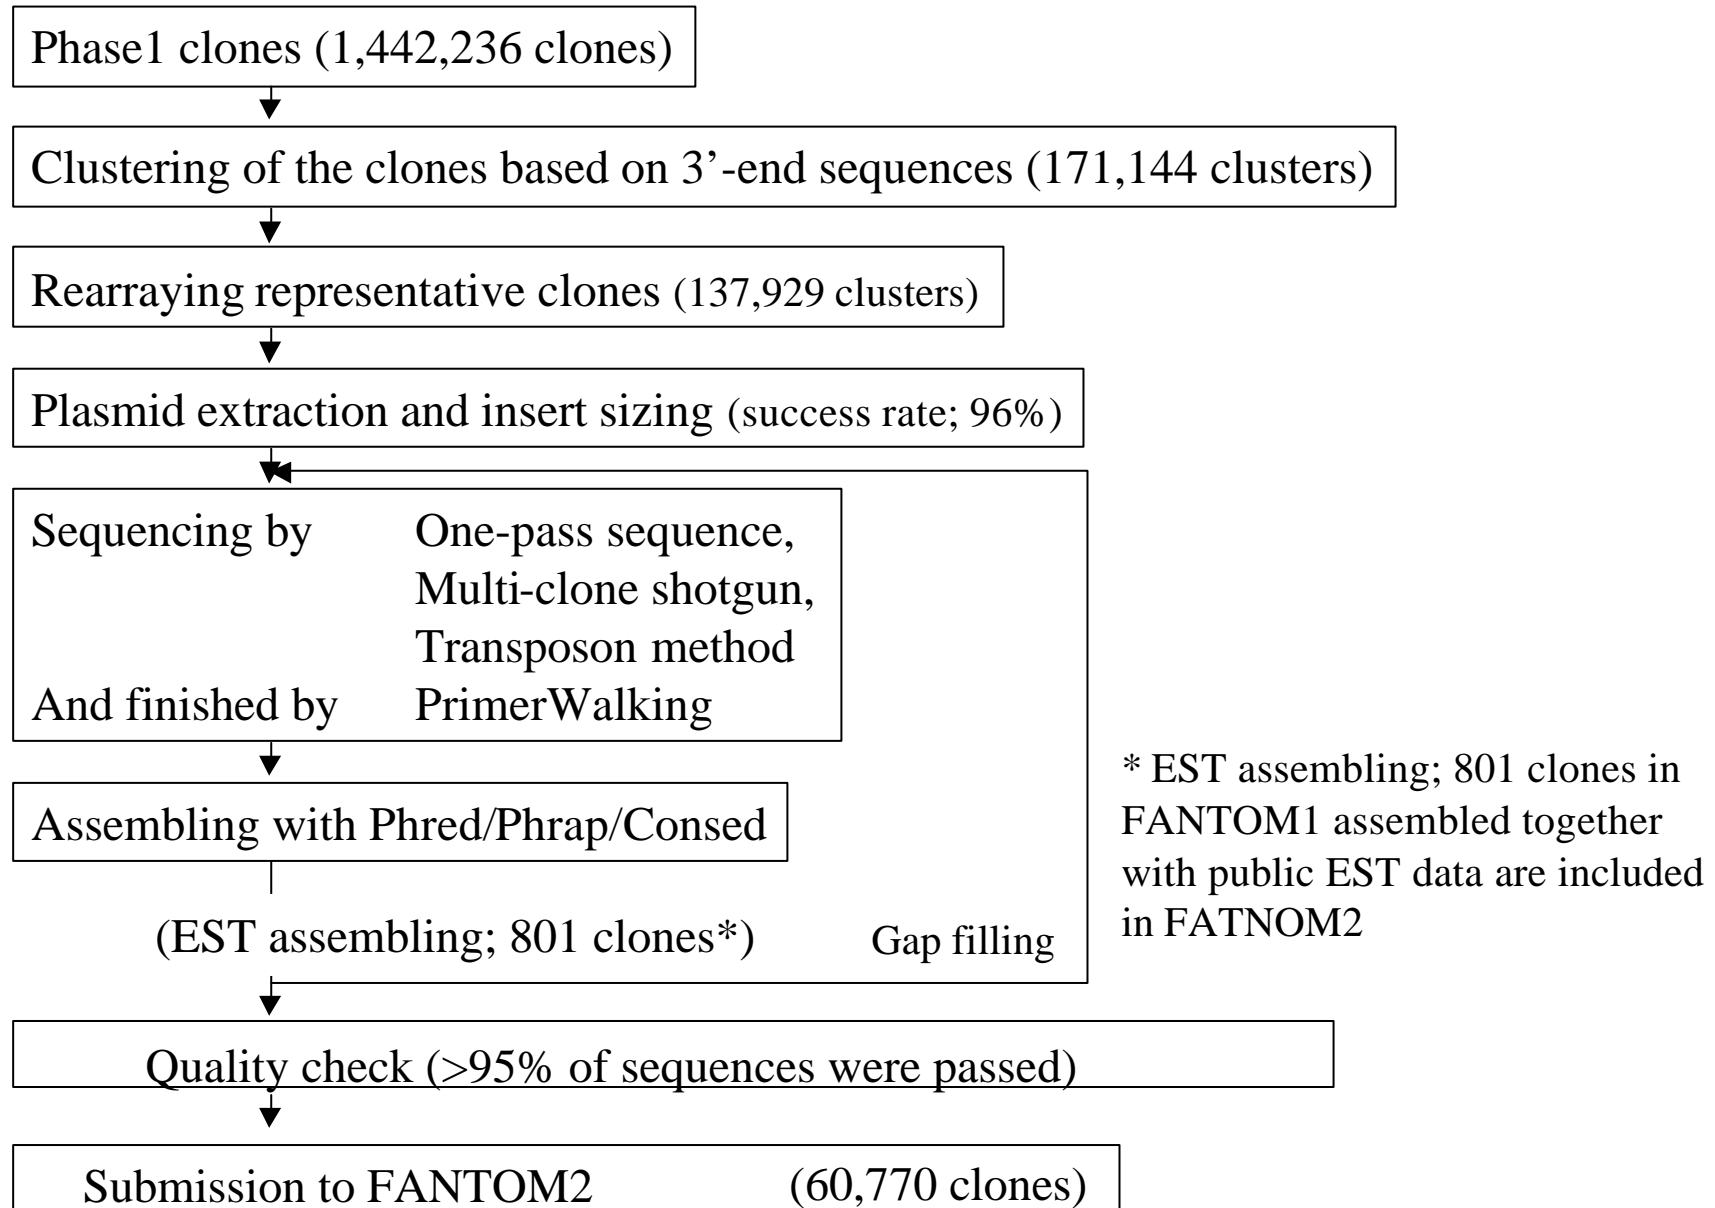 Phase1 clones (1,442,236 clones)
Clustering of the clones based on 3’-end sequences (171,144 clusters)
Rearraying representative clones (137,929 clusters)
Plasmid extraction and insert sizing (success rate; 96%)
Sequencing by One-pass sequence,
Multi-clone shotgun,
Transposon method
And finished by PrimerWalking
Assembling with Phred/Phrap/Consed
(EST assembling; 801 clones*)
Gap filling
* EST assembling; 801 clones in
FANTOM1 assembled together
with public EST data are included
in FATNOM2
Quality check (>95% of sequences were passed)
Submission to FANTOM2 (60,770 clones)